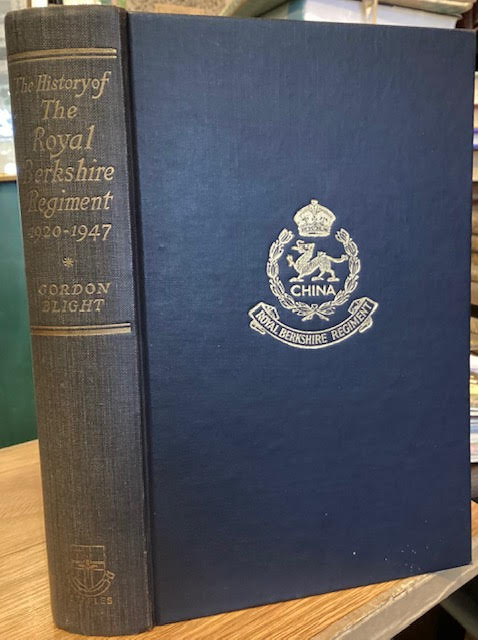 The History of
The
Royal
Berkshire
Regiment
1920-1947
*
GORDON
BLIGHT
CHINA
ROYAL BERKSHIRE REGIMENT